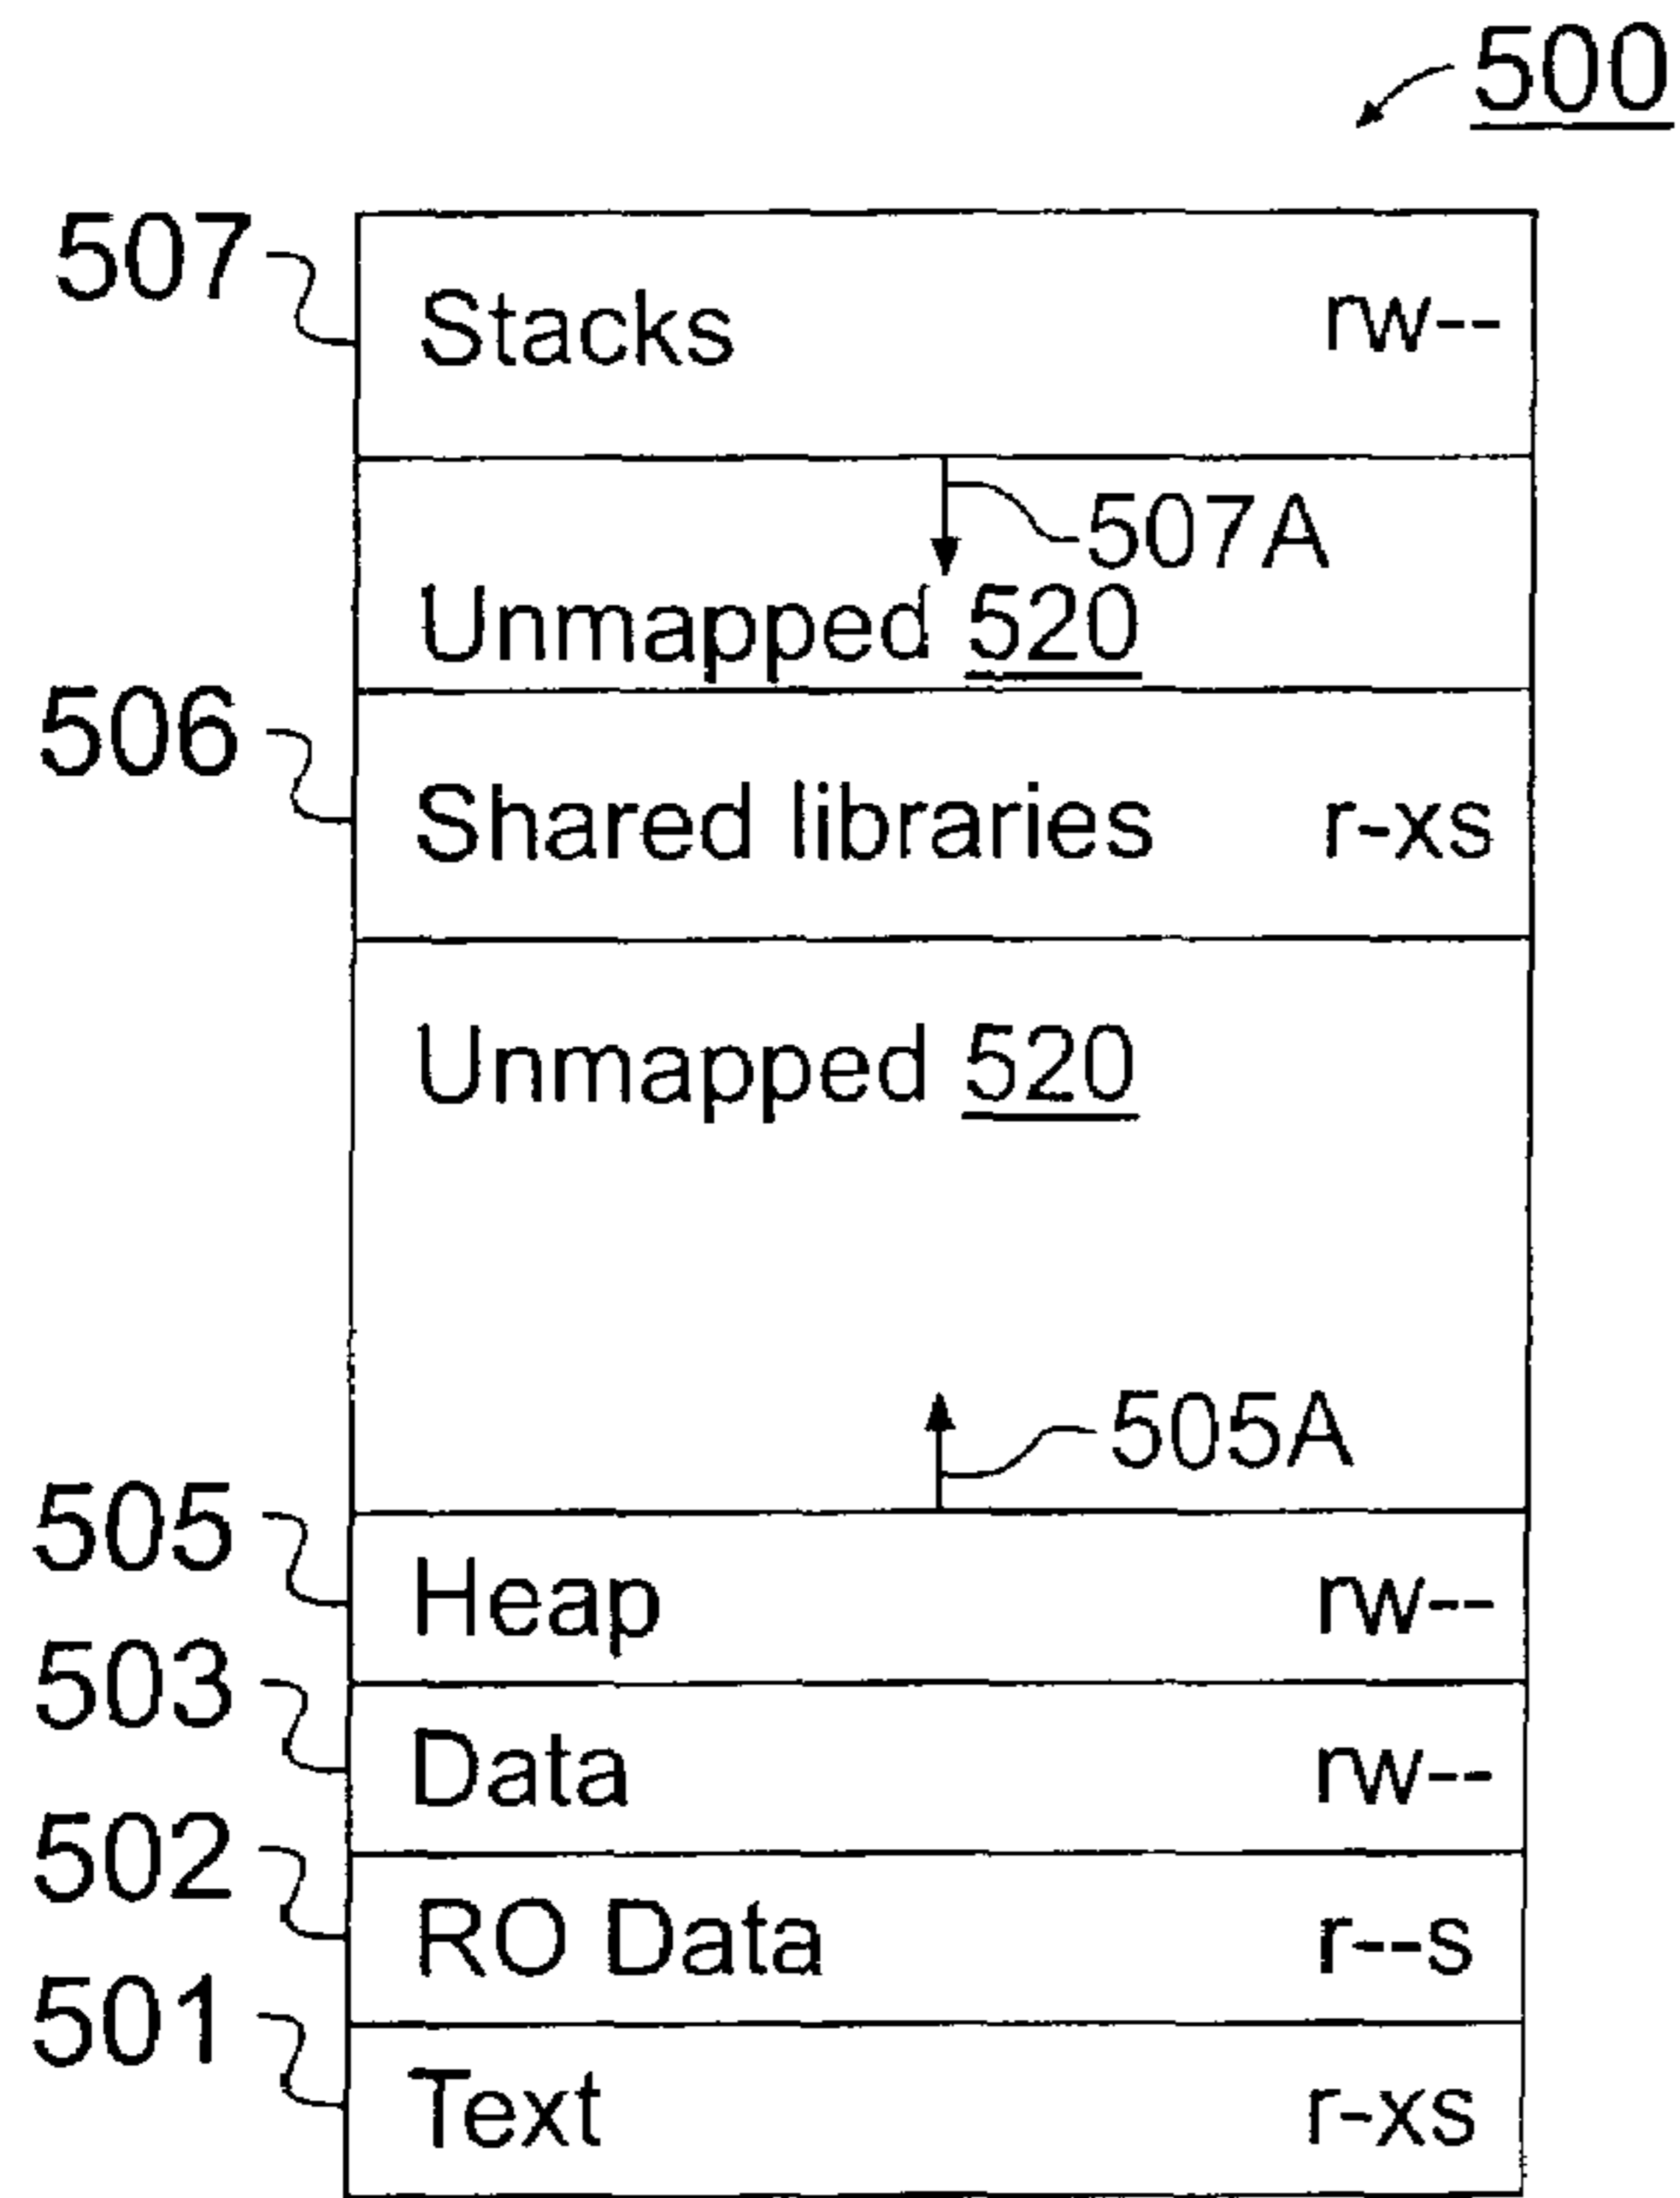 500
507 Stacks rw--
507A
Unmapped 520
506 Shared libraries r-xs
Unmapped 520
505A
505 Heap rw--
503 Data rw--
502 RO Data r--s
501 Text r-xs